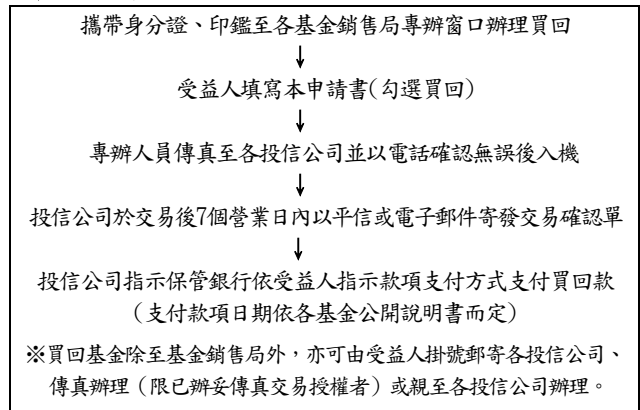 攜帶身分證、印鑑至各基金銷售局專辦窗口辦理買回
↓
受益人填寫本申請書(勾選買回)
↓
專辦人員傳真至各投信公司並以電話確認無誤後入機
↓
投信公司於交易後7個營業日內以平信或電子郵件寄發交易確認單
↓
投信公司指示保管銀行依受益人指示款項支付方式支付買回款
(支付款項日期依各基金公開說明書而定)
※買回基金除至基金銷售局外，亦可由受益人掛號郵寄各投信公司、
傳真辦理（限已辦妥傳真交易授權者）或親至各投信公司辦理。